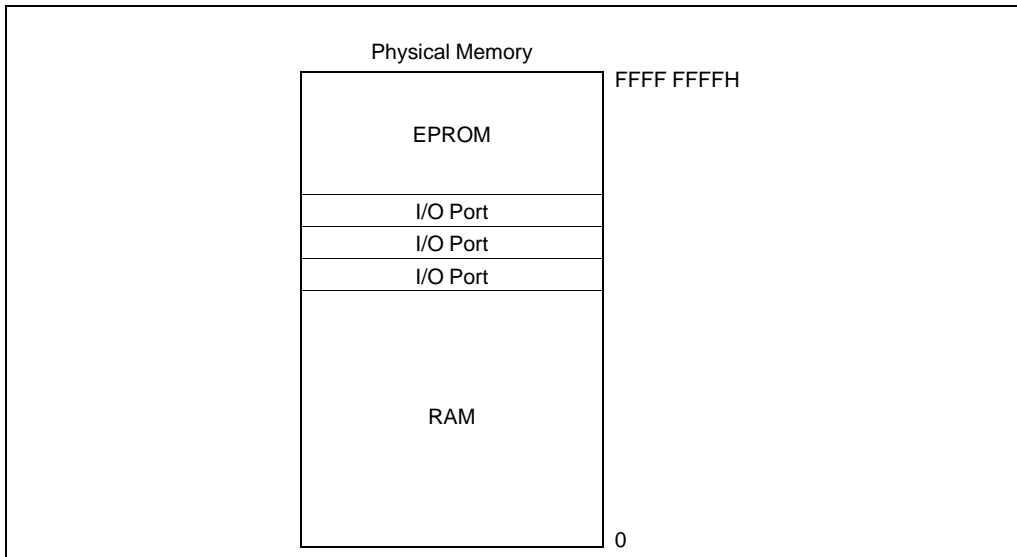 Physical Memory
FFFF FFFFH
EPROM
I/O Port
I/O Port
I/O Port
RAM
0